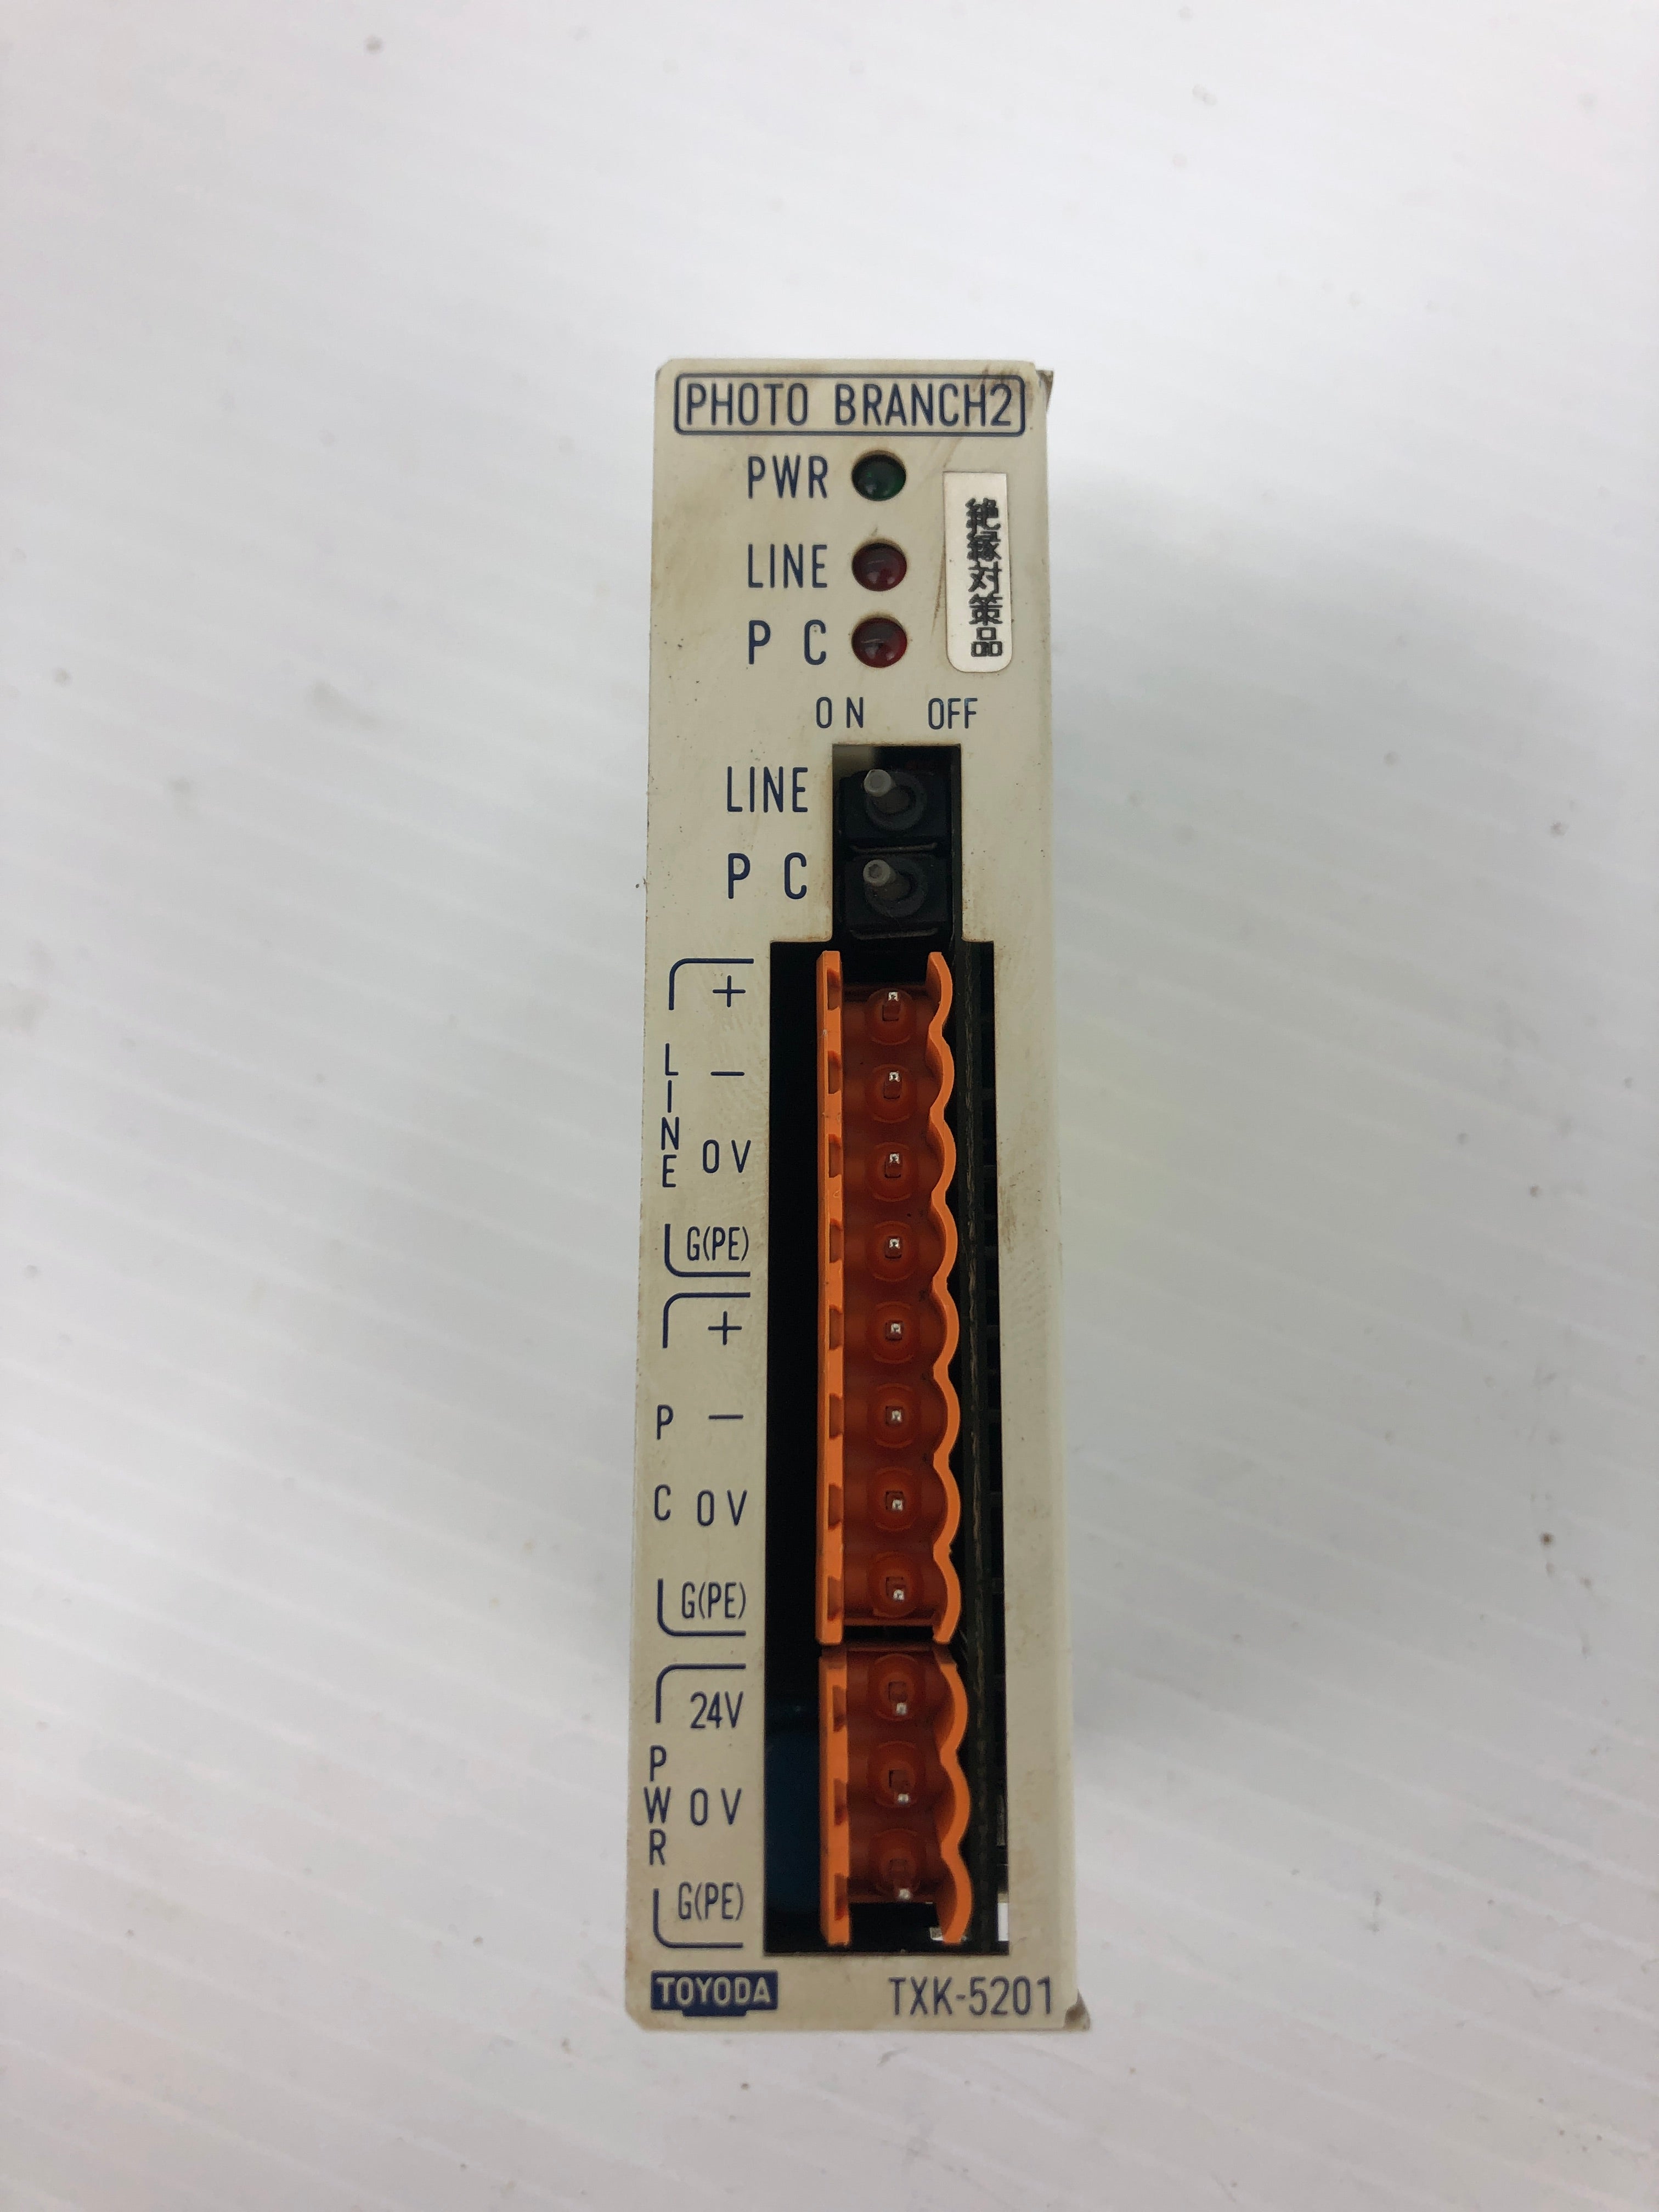 PHOTO BRANCH2
PWR
LINE
P C
絶縁対策品
ON OFF
LINE
P C
LINE
+
−
0V
G(PE)
PC
+
−
0V
G(PE)
PWR
24V
0V
G(PE)
TOYODA
TXK-5201